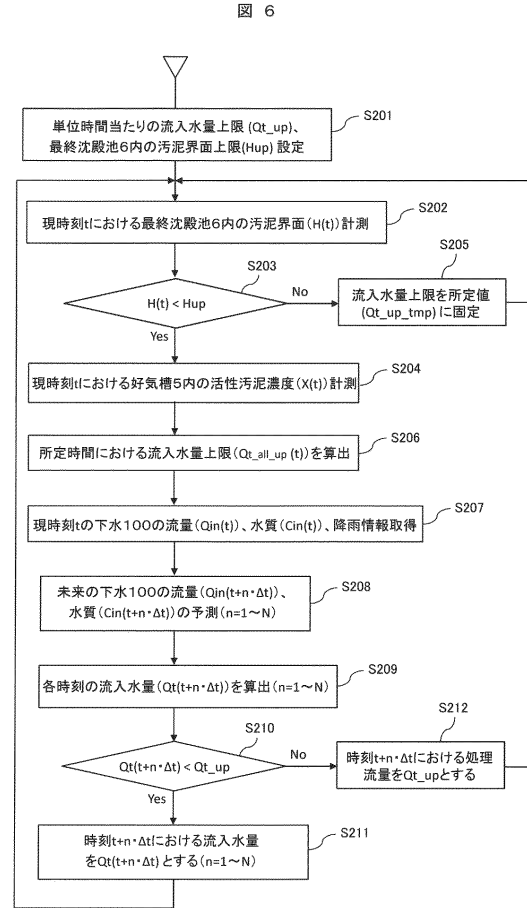 図 6
単位時間当たりの流入水量上限(Qt_up)、
最終沈殿池6内の汚泥界面上限(Hup)設定
S201
現時刻tにおける最終沈殿池6内の汚泥界面(H(t))計測
S202
H(t)<Hup
S203
No
Yes
流入水量上限を所定値
(Qt_up_tmp)に固定
S205
現時刻tにおける好気槽5内の活性汚泥濃度(X(t))計測
S204
所定時間における流入水量上限(Qt_all_up (t))を算出
S206
現時刻tの下水100の流量(Qin(t))、水質(Cin(t))、降雨情報取得
S207
未来の下水100の流量(Qin(t+n・Δt))、
水質(Cin(t+n・Δt))の予測(n=1~N)
S208
各時刻の流入水量(Qt(t+n・Δt))を算出(n=1~N)
S209
Qt(t+n・Δt)<Qt_up
S210
No
Yes
時刻t+n・Δtにおける処理
流量をQt_upとする
S212
時刻t+n・Δtにおける流入水量
をQt(t+n・Δt)とする(n=1~N)
S211